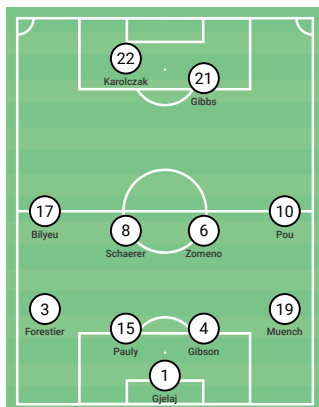 22
Karolczak
21
Gibbs
17
Bilyeu
8
Schaerer
6
Zomeno
10
Pou
3
Forestier
15
Pauly
4
Gibson
19
Muench
1
Gjelaj